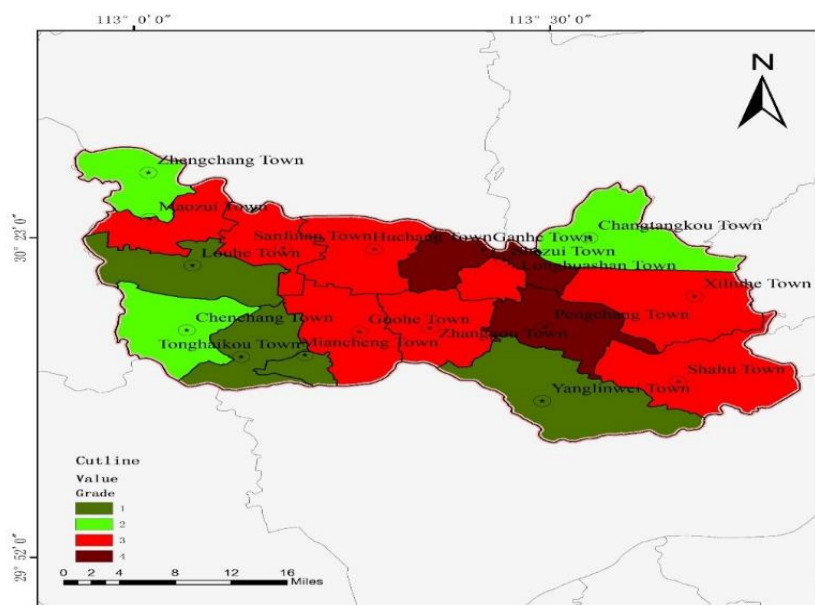 113° 0′ 0″
113° 30′ 0″
N
Zhangchang Town
Maozui Town
Changtangkou Town
30° 23′ 0″
Sanfutan Town
Huchang Town
Ganhe Town
Louhe Town
Longhuashan Town
Xiliuhe Town
Chenchang Town
Guohe Town
Pengchang Town
Tonghaikou Town
Miancheng Town
Zhanggou Town
Shahu Town
Yanglinwei Town
Cutline
Value
Grade
1
2
3
4
29° 52′ 0″
0 2 4 8 12 16
Miles